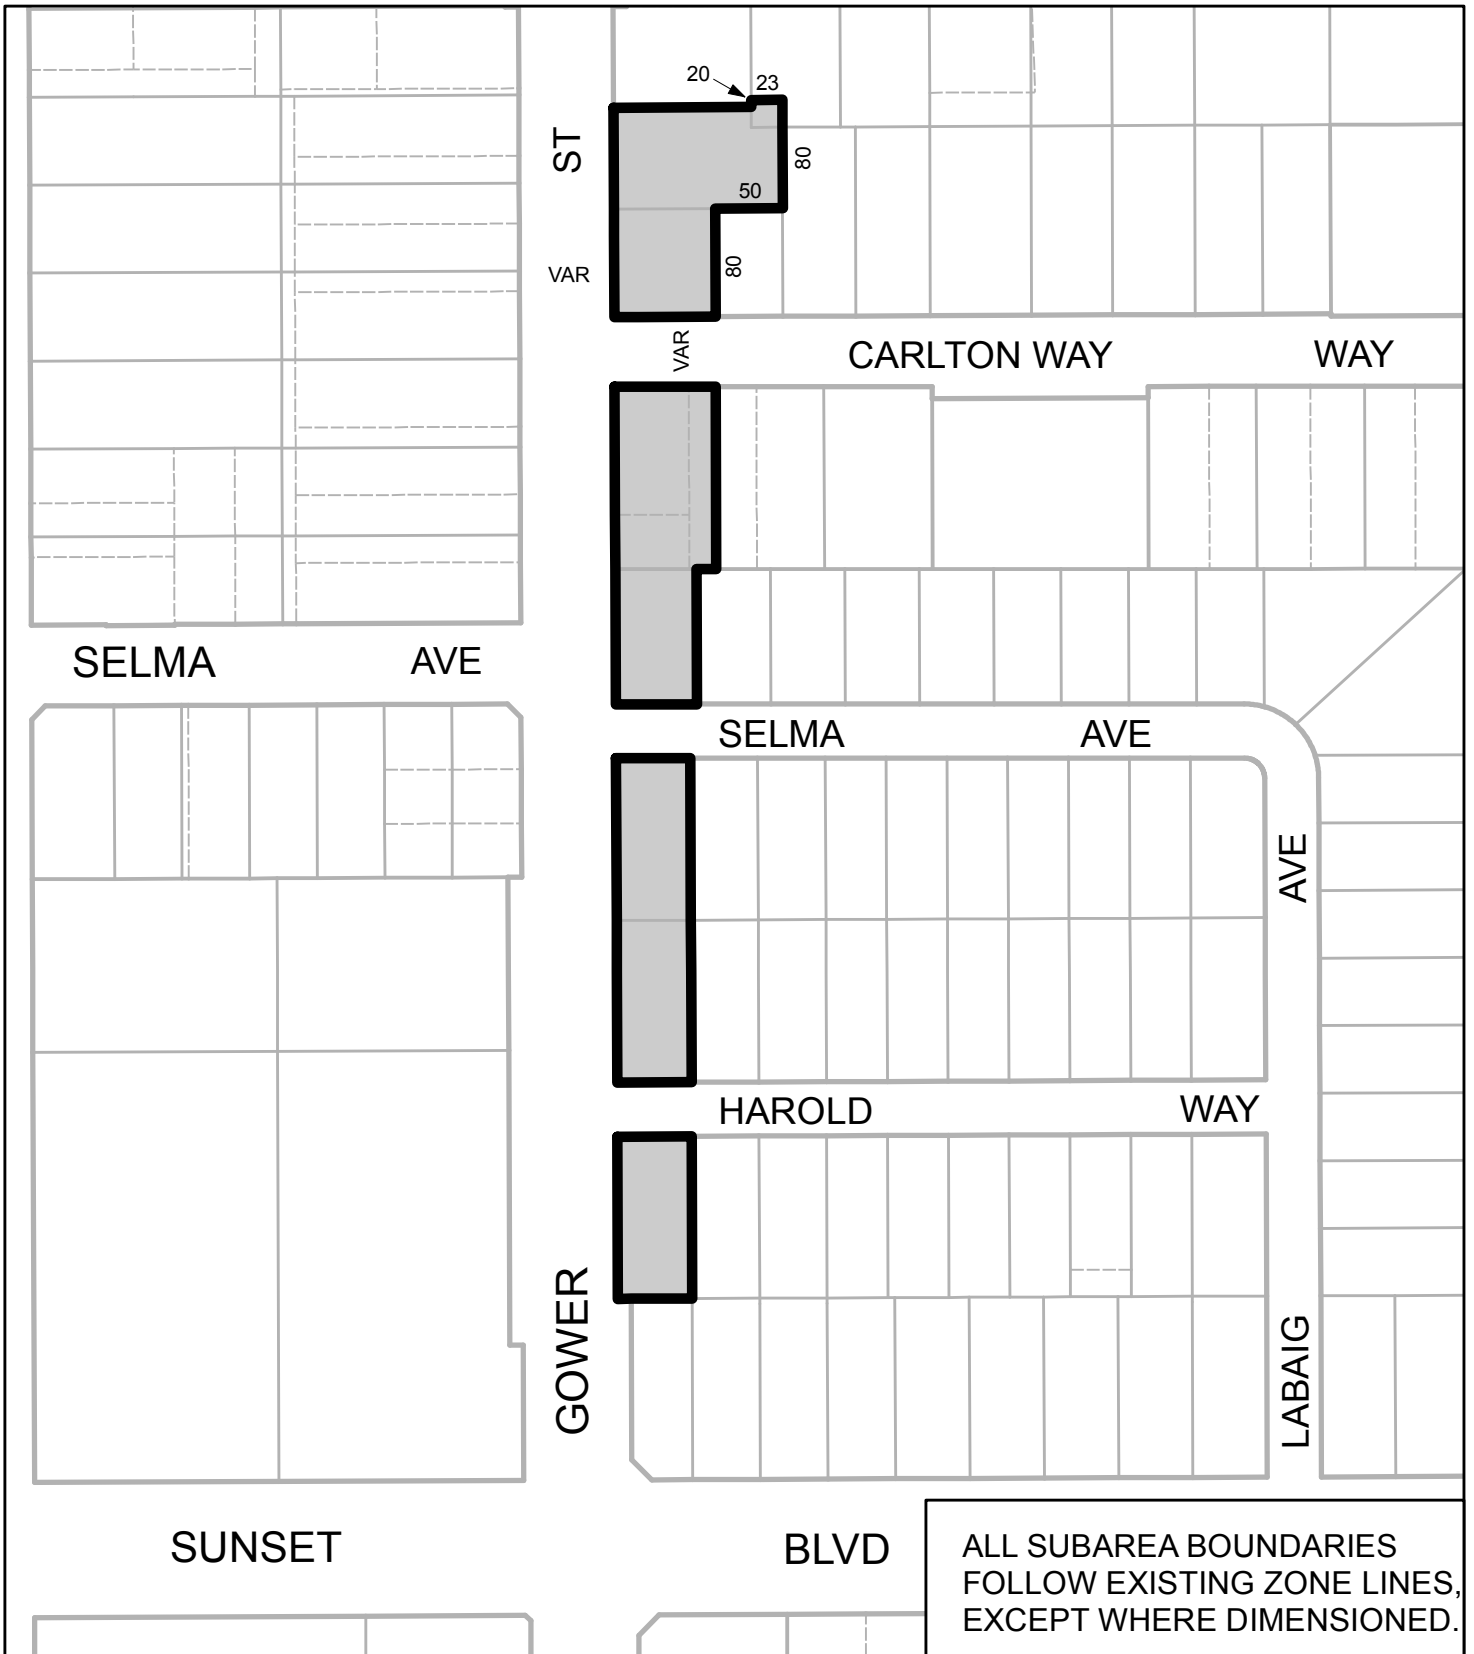 20
23
ST
80
50
VAR
80
VAR
CARLTON WAY
WAY
SELMA
AVE
SELMA
AVE
AVE
HAROLD
WAY
GOWER
LABAIG
SUNSET
BLVD
ALL SUBAREA BOUNDARIES
FOLLOW EXISTING ZONE LINES,
EXCEPT WHERE DIMENSIONED.